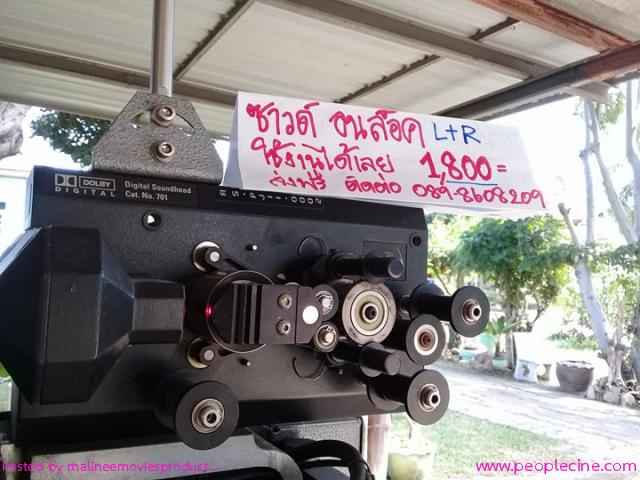 ซาวด์ อนล๊อค L+R
ใช้งานได้เลย 1,800=
ส่งฟรี ติดต่อ 089-8608209
DOLBY
DIGITAL
Digital Soundhead
Cat. No. 701
Posted by malineemoviesproduct...
www.peoplecine.com